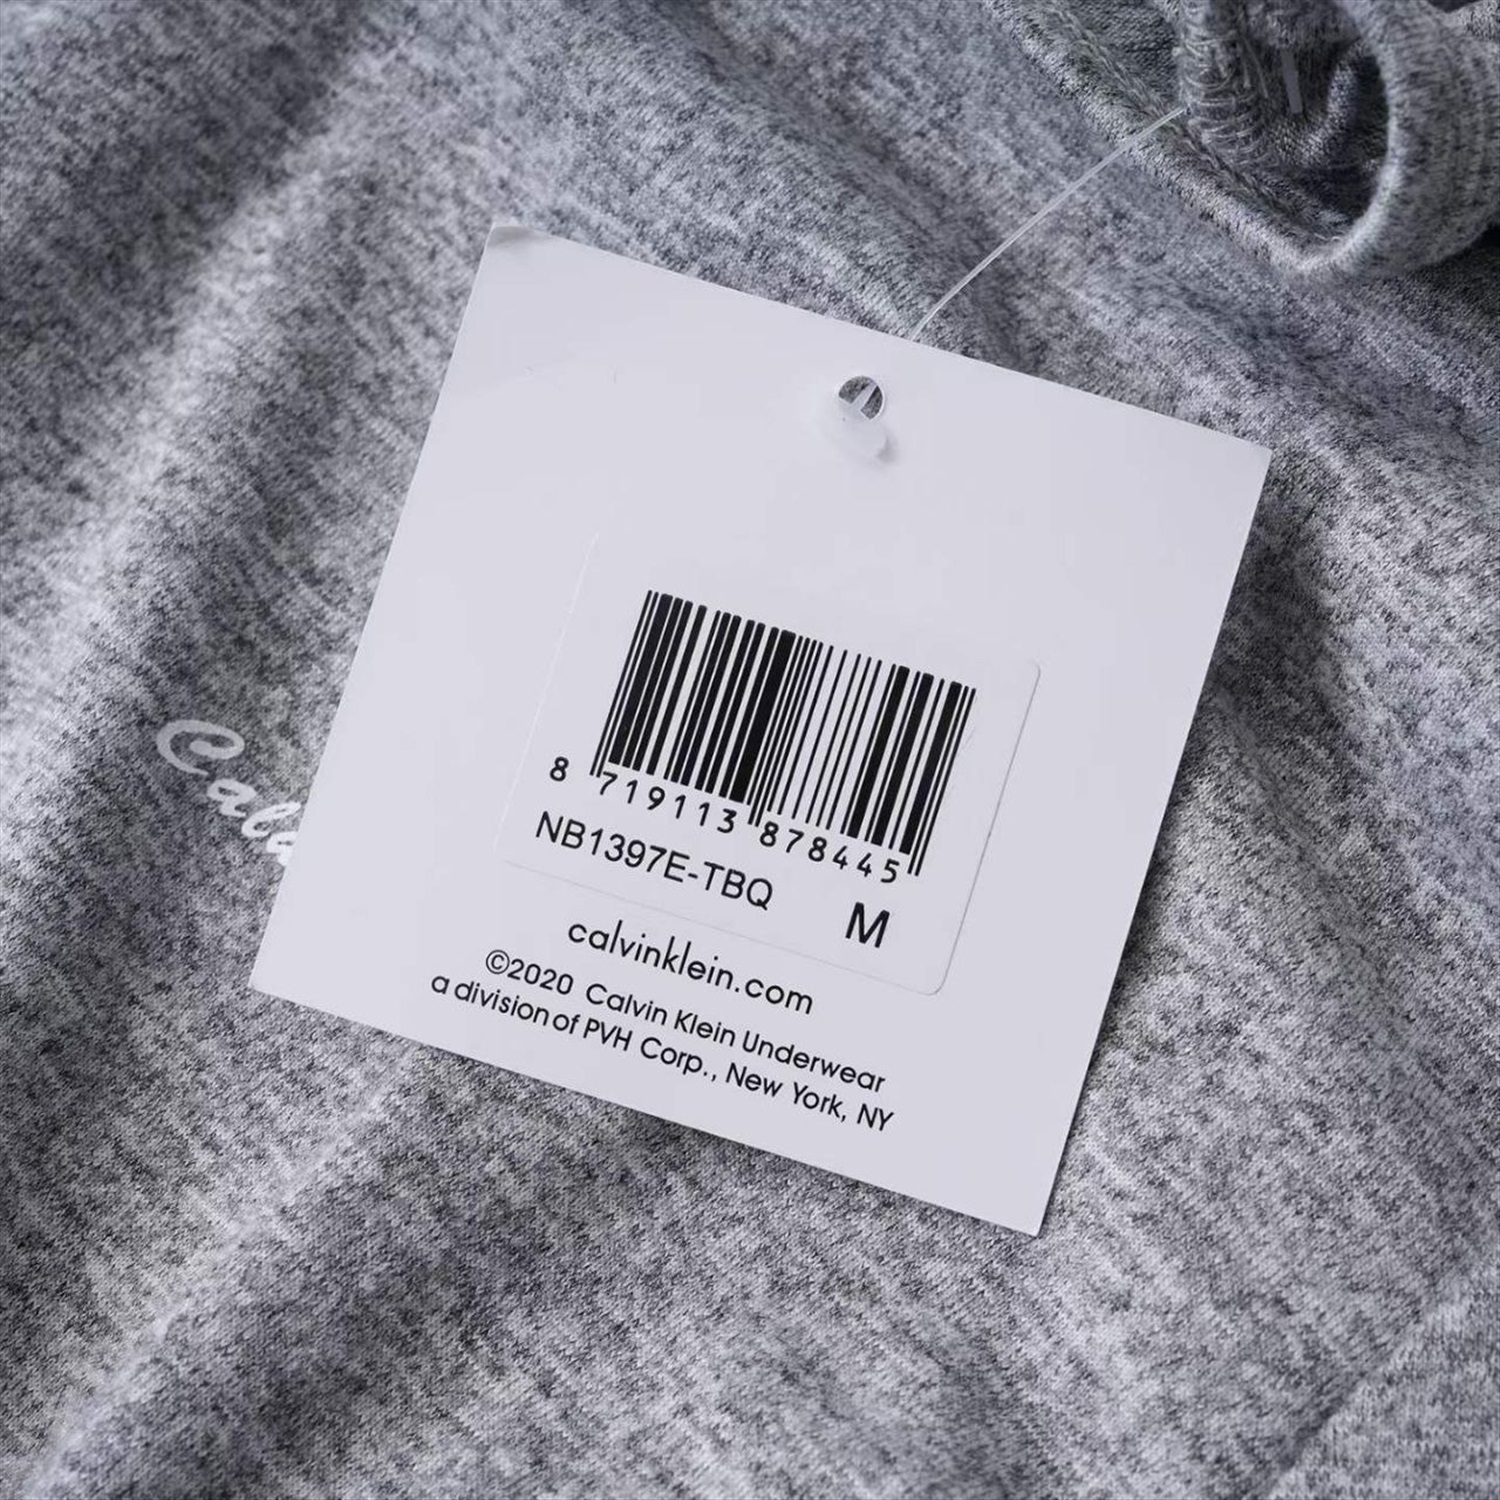 8 719113 878445
NB1397E-TBQ
M
calvinklein.com
©2020 Calvin Klein Underwear
a division of PVH Corp., New York, NY